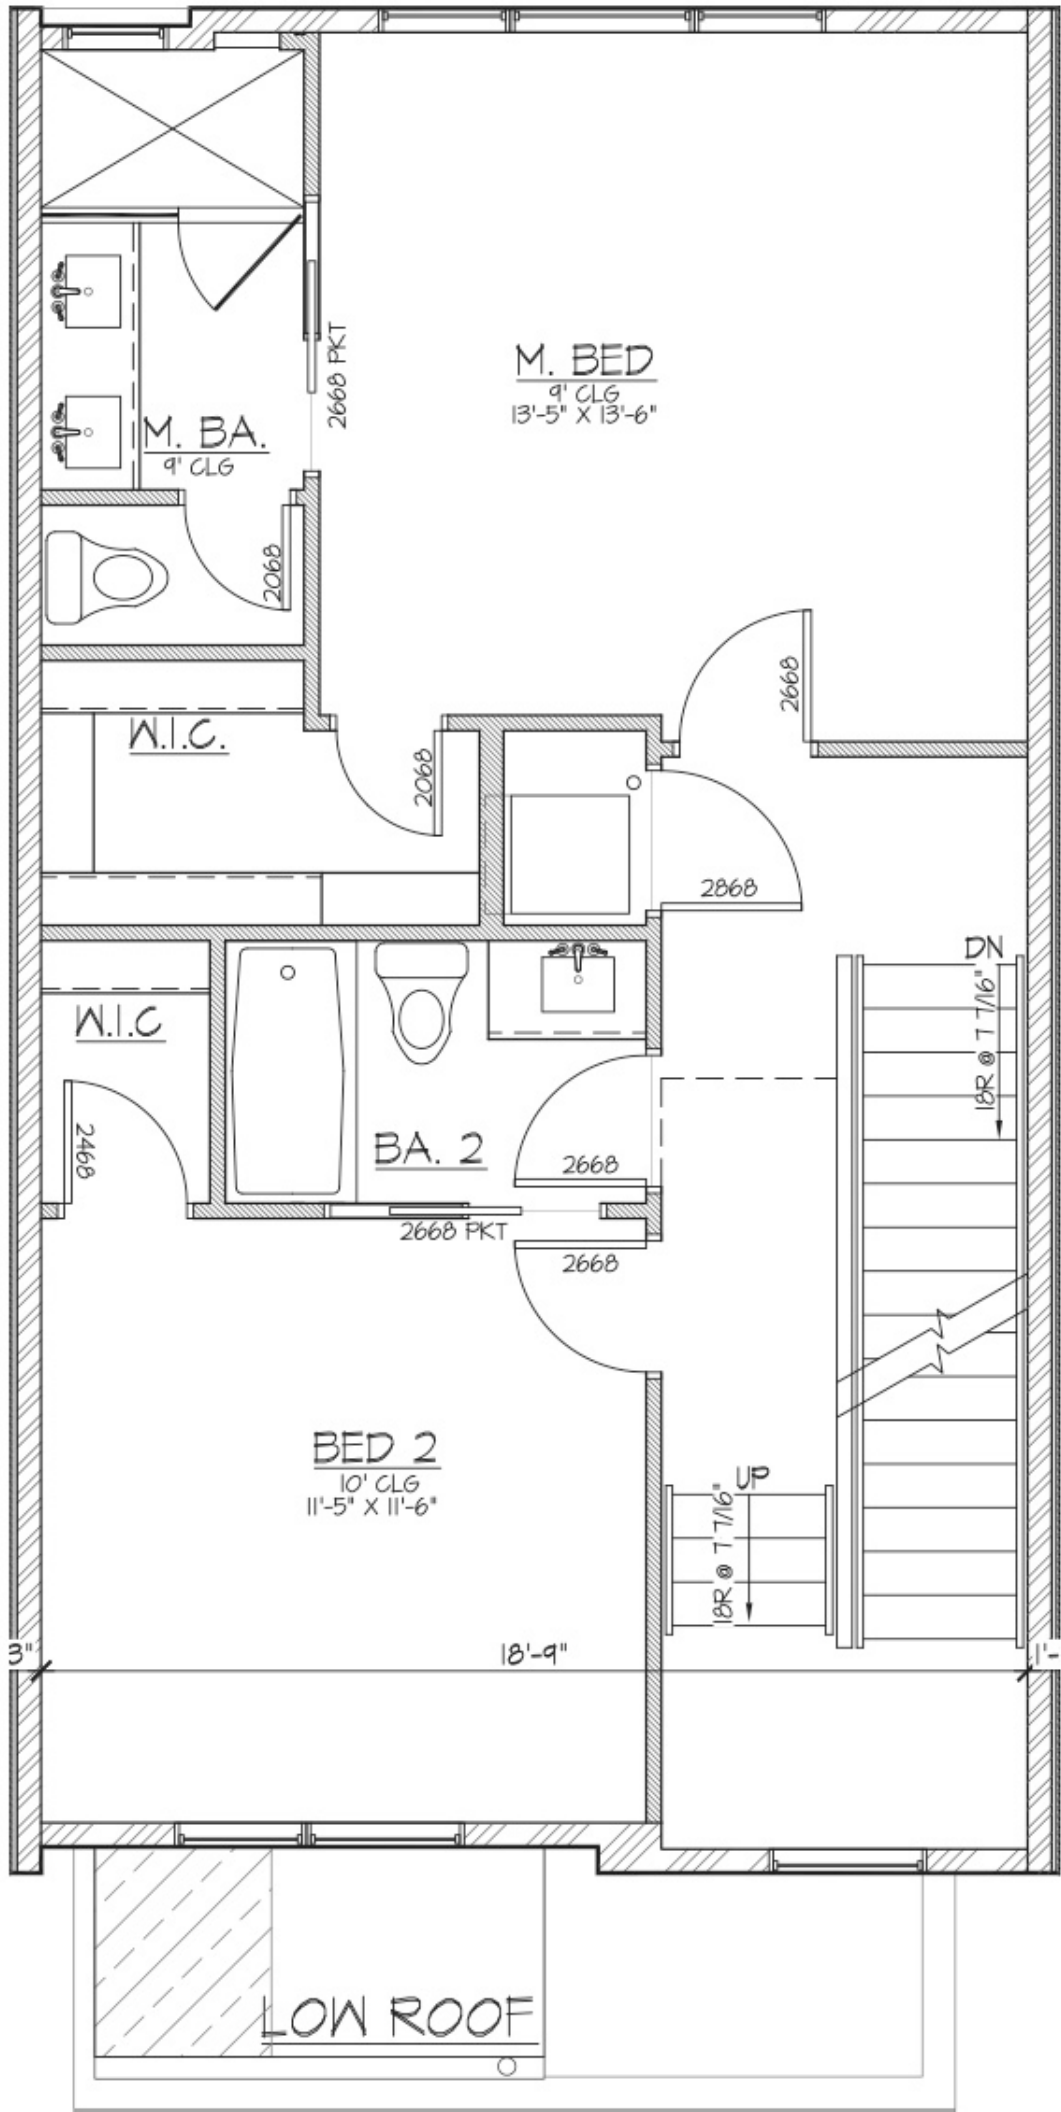 M. BED
9' CLG
13'-5" X 13'-6"
2668 PKT
M. BA.
9' CLG
2068
2668
W.I.C.
2068
2868
DN
18R @ 7 7/16"
W.I.C
2468
BA. 2
2668
2668 PKT
2668
BED 2
10' CLG
11'-5" X 11'-6"
UP
18R @ 7 7/16"
3"
18'-9"
1'-
LOW ROOF